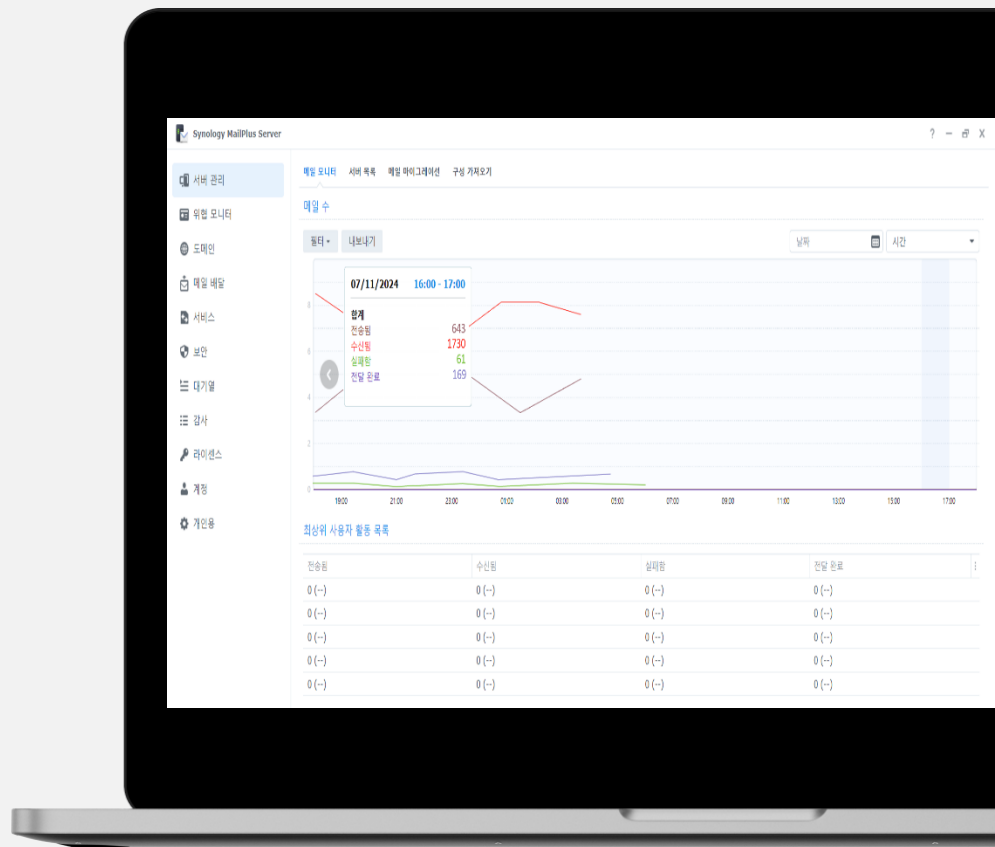 Synology MailPlus Server
? – X
서버 관리
위협 모니터
도메인
메일 배달
서비스
보안
대기열
감사
라이센스
계정
개인용
메일 모니터 서버 목록 메일 마이그레이션 구성 가져오기
메일 수
필터 내보내기 날짜 시간
07/11/2024 16:00 - 17:00
합계
전송됨 643
수신됨 1730
실패함 61
전달 완료 169
8
6
4
2
0
19:00 21:00 23:00 01:00 03:00 05:00 07:00 09:00 11:00 13:00 15:00 17:00
최상위 사용자 활동 목록
전송됨 수신됨 실패함 전달 완료
0 (--) 0 (--) 0 (--) 0 (--)
0 (--) 0 (--) 0 (--) 0 (--)
0 (--) 0 (--) 0 (--) 0 (--)
0 (--) 0 (--) 0 (--) 0 (--)
0 (--) 0 (--) 0 (--) 0 (--)